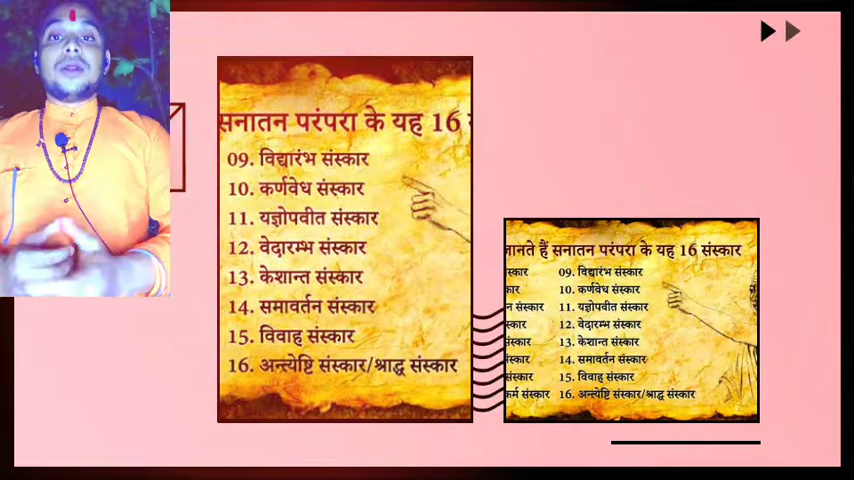 सनातन परंपरा के यह 16
09. विद्यारंभ संस्कार
10. कर्णवेध संस्कार
11. यज्ञोपवीत संस्कार
12. वेदारम्भ संस्कार
13. केशान्त संस्कार
14. समावर्तन संस्कार
15. विवाह संस्कार
16. अन्त्येष्टि संस्कार/श्राद्ध संस्कार
जानते हैं सनातन परंपरा के यह 16 संस्कार
स्कार 09. विद्यारंभ संस्कार
कार 10. कर्णवेध संस्कार
न संस्कार 11. यज्ञोपवीत संस्कार
स्कार 12. वेदारम्भ संस्कार
संस्कार 13. केशान्त संस्कार
संस्कार 14. समावर्तन संस्कार
संस्कार 15. विवाह संस्कार
कर्म संस्कार 16. अन्त्येष्टि संस्कार/श्राद्ध संस्कार